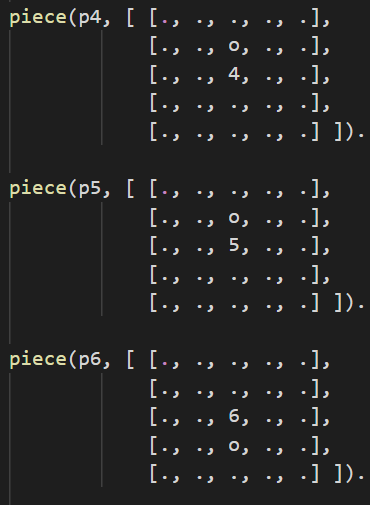 piece(p4, [ [., ., ., ., .],
[., ., o, ., .],
[., ., 4, ., .],
[., ., ., ., .],
[., ., ., ., .] ]).
piece(p5, [ [., ., ., ., .],
[., ., o, ., .],
[., ., 5, ., .],
[., ., ., ., .],
[., ., ., ., .] ]).
piece(p6, [ [., ., ., ., .],
[., ., ., ., .],
[., ., 6, ., .],
[., ., o, ., .],
[., ., ., ., .] ]).